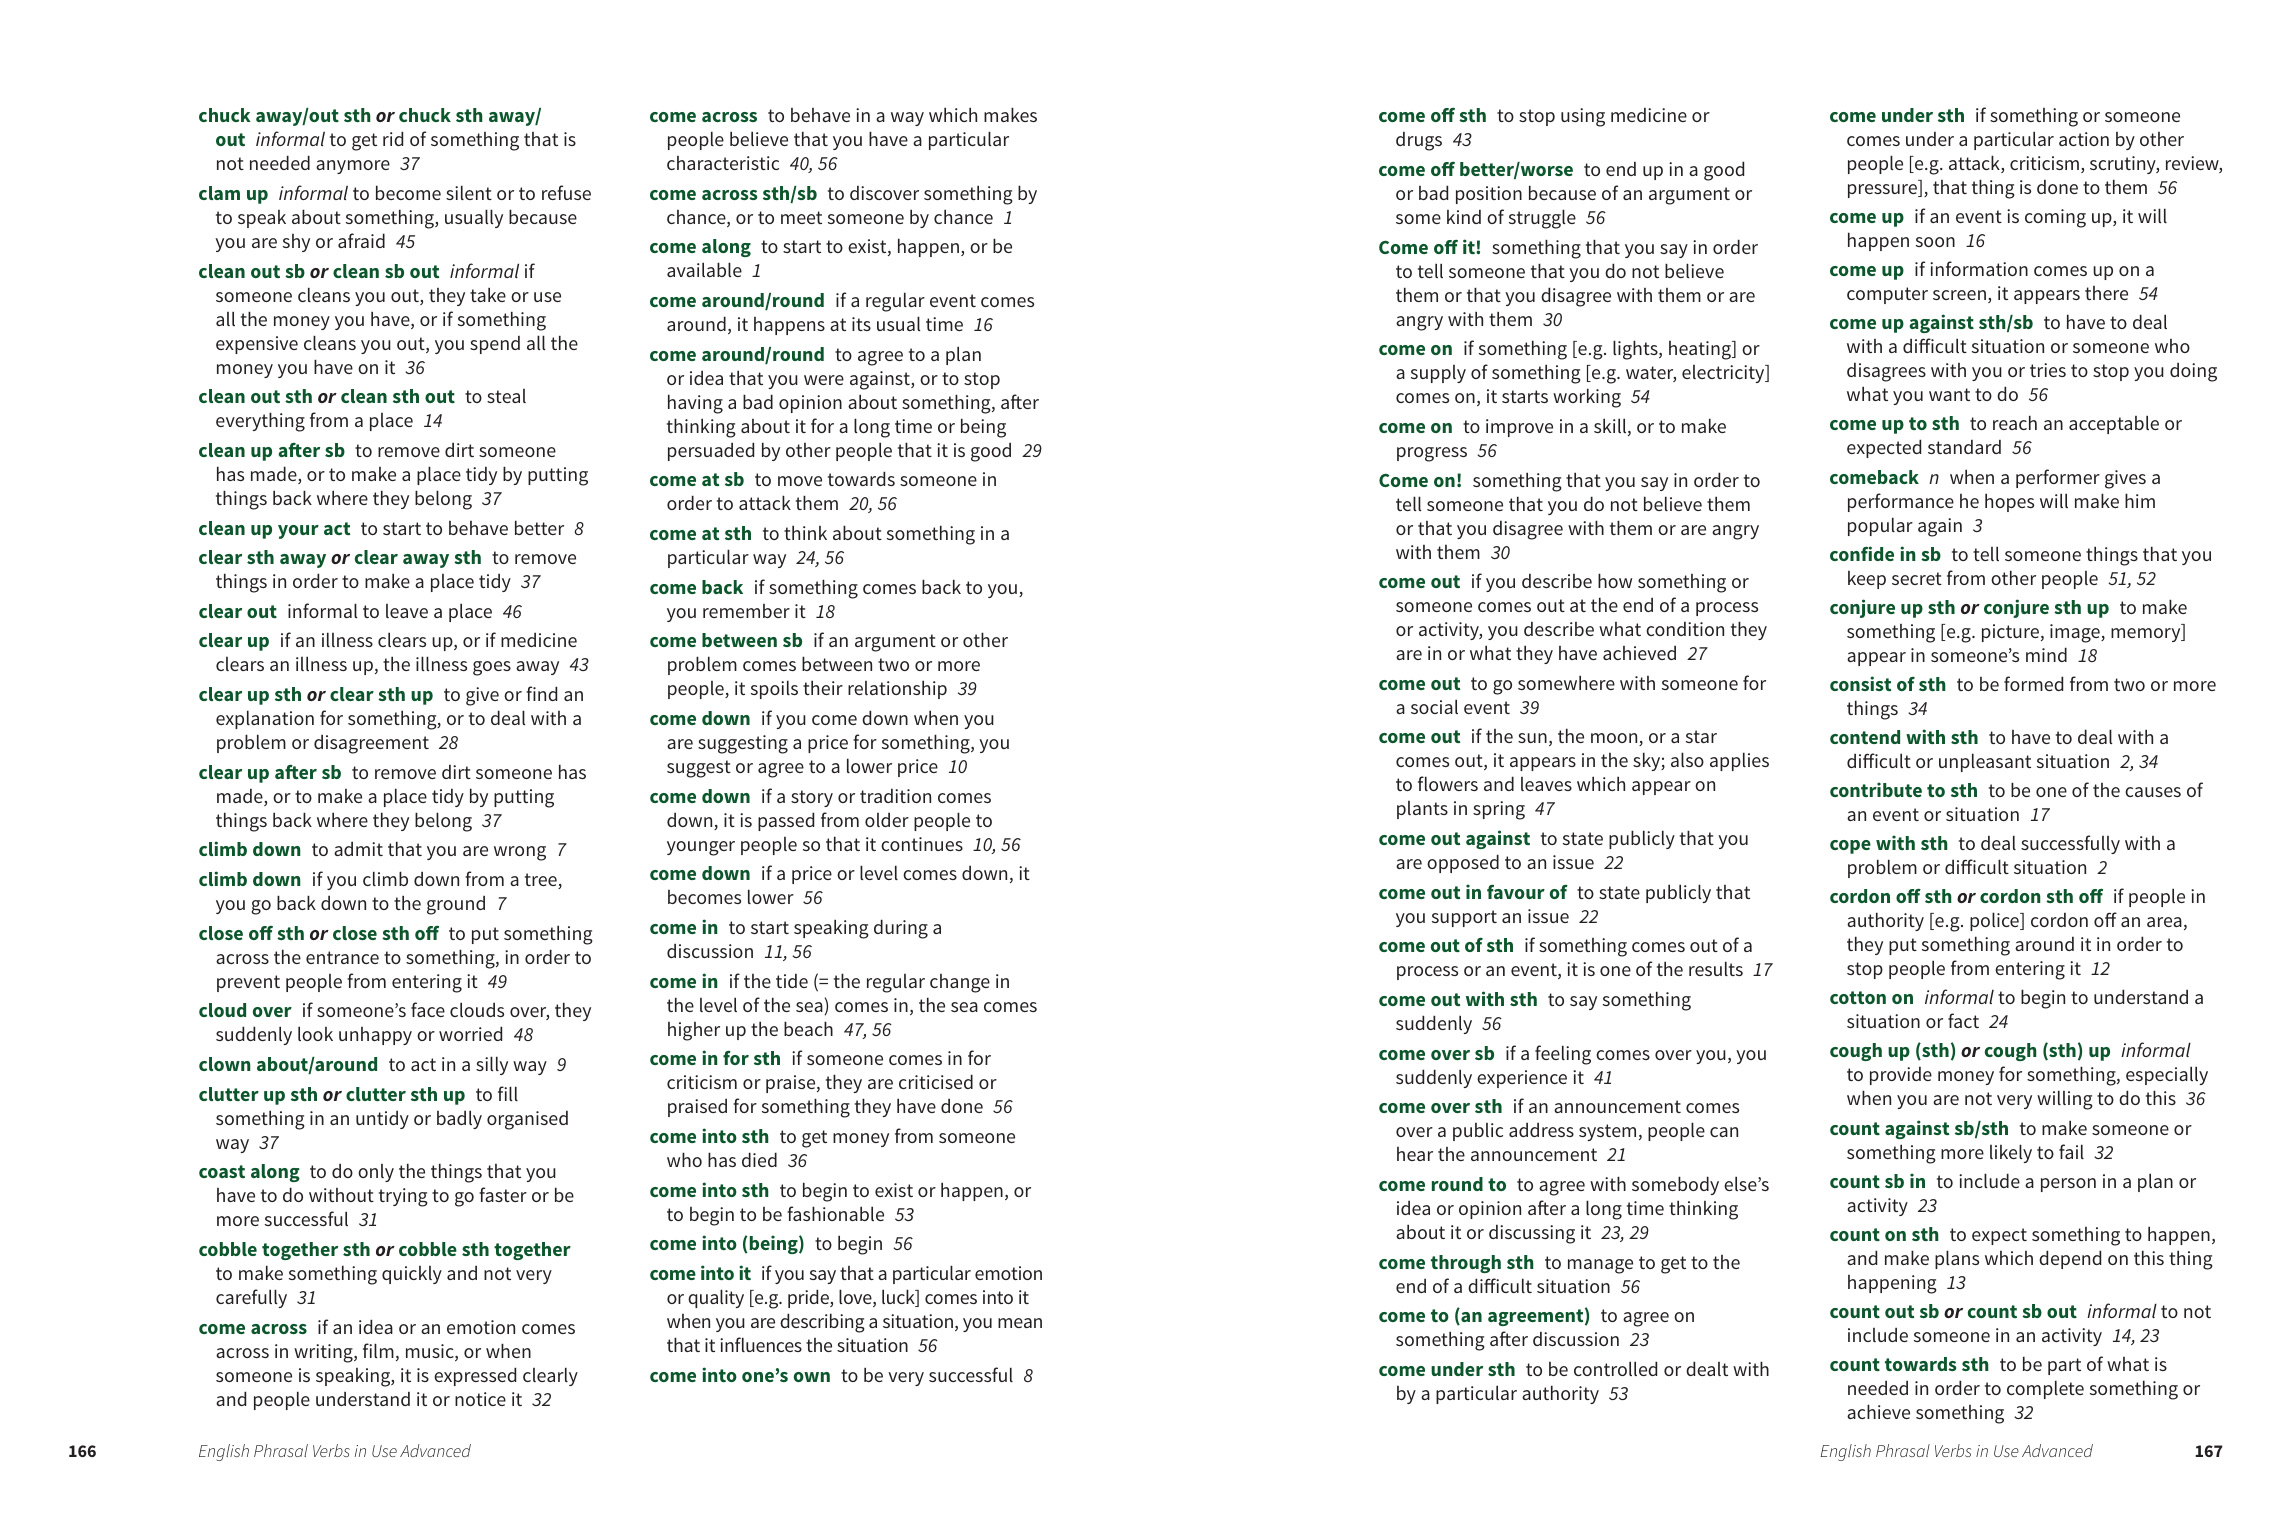 chuck away/out sth or chuck sth away/
out informal to get rid of something that is
not needed anymore 37
clam up informal to become silent or to refuse
to speak about something, usually because
you are shy or afraid 45
clean out sb or clean sb out informal if
someone cleans you out, they take or use
all the money you have, or if something
expensive cleans you out, you spend all the
money you have on it 36
clean out sth or clean sth out to steal
everything from a place 14
clean up after sb to remove dirt someone
has made, or to make a place tidy by putting
things back where they belong 37
clean up your act to start to behave better 8
clear sth away or clear away sth to remove
things in order to make a place tidy 37
clear out informal to leave a place 46
clear up if an illness clears up, or if medicine
clears an illness up, the illness goes away 43
clear up sth or clear sth up to give or find an
explanation for something, or to deal with a
problem or disagreement 28
clear up after sb to remove dirt someone has
made, or to make a place tidy by putting
things back where they belong 37
climb down to admit that you are wrong 7
climb down if you climb down from a tree,
you go back down to the ground 7
close off sth or close sth off to put something
across the entrance to something, in order to
prevent people from entering it 49
cloud over if someone’s face clouds over, they
suddenly look unhappy or worried 48
clown about/around to act in a silly way 9
clutter up sth or clutter sth up to fill
something in an untidy or badly organised
way 37
coast along to do only the things that you
have to do without trying to go faster or be
more successful 31
cobble together sth or cobble sth together
to make something quickly and not very
carefully 31
come across if an idea or an emotion comes
across in writing, film, music, or when
someone is speaking, it is expressed clearly
and people understand it or notice it 32
come across to behave in a way which makes
people believe that you have a particular
characteristic 40, 56
come across sth/sb to discover something by
chance, or to meet someone by chance 1
come along to start to exist, happen, or be
available 1
come around/round if a regular event comes
around, it happens at its usual time 16
come around/round to agree to a plan
or idea that you were against, or to stop
having a bad opinion about something, after
thinking about it for a long time or being
persuaded by other people that it is good 29
come at sb to move towards someone in
order to attack them 20, 56
come at sth to think about something in a
particular way 24, 56
come back if something comes back to you,
you remember it 18
come between sb if an argument or other
problem comes between two or more
people, it spoils their relationship 39
come down if you come down when you
are suggesting a price for something, you
suggest or agree to a lower price 10
come down if a story or tradition comes
down, it is passed from older people to
younger people so that it continues 10, 56
come down if a price or level comes down, it
becomes lower 56
come in to start speaking during a
discussion 11, 56
come in if the tide (= the regular change in
the level of the sea) comes in, the sea comes
higher up the beach 47, 56
come in for sth if someone comes in for
criticism or praise, they are criticised or
praised for something they have done 56
come into sth to get money from someone
who has died 36
come into sth to begin to exist or happen, or
to begin to be fashionable 53
come into (being) to begin 56
come into it if you say that a particular emotion
or quality [e.g. pride, love, luck] comes into it
when you are describing a situation, you mean
that it influences the situation 56
come into one’s own to be very successful 8
166 English Phrasal Verbs in Use Advanced
come off sth to stop using medicine or
drugs 43
come off better/worse to end up in a good
or bad position because of an argument or
some kind of struggle 56
Come off it! something that you say in order
to tell someone that you do not believe
them or that you disagree with them or are
angry with them 30
come on if something [e.g. lights, heating] or
a supply of something [e.g. water, electricity]
comes on, it starts working 54
come on to improve in a skill, or to make
progress 56
Come on! something that you say in order to
tell someone that you do not believe them
or that you disagree with them or are angry
with them 30
come out if you describe how something or
someone comes out at the end of a process
or activity, you describe what condition they
are in or what they have achieved 27
come out to go somewhere with someone for
a social event 39
come out if the sun, the moon, or a star
comes out, it appears in the sky; also applies
to flowers and leaves which appear on
plants in spring 47
come out against to state publicly that you
are opposed to an issue 22
come out in favour of to state publicly that
you support an issue 22
come out of sth if something comes out of a
process or an event, it is one of the results 17
come out with sth to say something
suddenly 56
come over sb if a feeling comes over you, you
suddenly experience it 41
come over sth if an announcement comes
over a public address system, people can
hear the announcement 21
come round to to agree with somebody else’s
idea or opinion after a long time thinking
about it or discussing it 23, 29
come through sth to manage to get to the
end of a difficult situation 56
come to (an agreement) to agree on
something after discussion 23
come under sth to be controlled or dealt with
by a particular authority 53
come under sth if something or someone
comes under a particular action by other
people [e.g. attack, criticism, scrutiny, review,
pressure], that thing is done to them 56
come up if an event is coming up, it will
happen soon 16
come up if information comes up on a
computer screen, it appears there 54
come up against sth/sb to have to deal
with a difficult situation or someone who
disagrees with you or tries to stop you doing
what you want to do 56
come up to sth to reach an acceptable or
expected standard 56
comeback n when a performer gives a
performance he hopes will make him
popular again 3
confide in sb to tell someone things that you
keep secret from other people 51, 52
conjure up sth or conjure sth up to make
something [e.g. picture, image, memory]
appear in someone’s mind 18
consist of sth to be formed from two or more
things 34
contend with sth to have to deal with a
difficult or unpleasant situation 2, 34
contribute to sth to be one of the causes of
an event or situation 17
cope with sth to deal successfully with a
problem or difficult situation 2
cordon off sth or cordon sth off if people in
authority [e.g. police] cordon off an area,
they put something around it in order to
stop people from entering it 12
cotton on informal to begin to understand a
situation or fact 24
cough up (sth) or cough (sth) up informal
to provide money for something, especially
when you are not very willing to do this 36
count against sb/sth to make someone or
something more likely to fail 32
count sb in to include a person in a plan or
activity 23
count on sth to expect something to happen,
and make plans which depend on this thing
happening 13
count out sb or count sb out informal to not
include someone in an activity 14, 23
count towards sth to be part of what is
needed in order to complete something or
achieve something 32
English Phrasal Verbs in Use Advanced 167